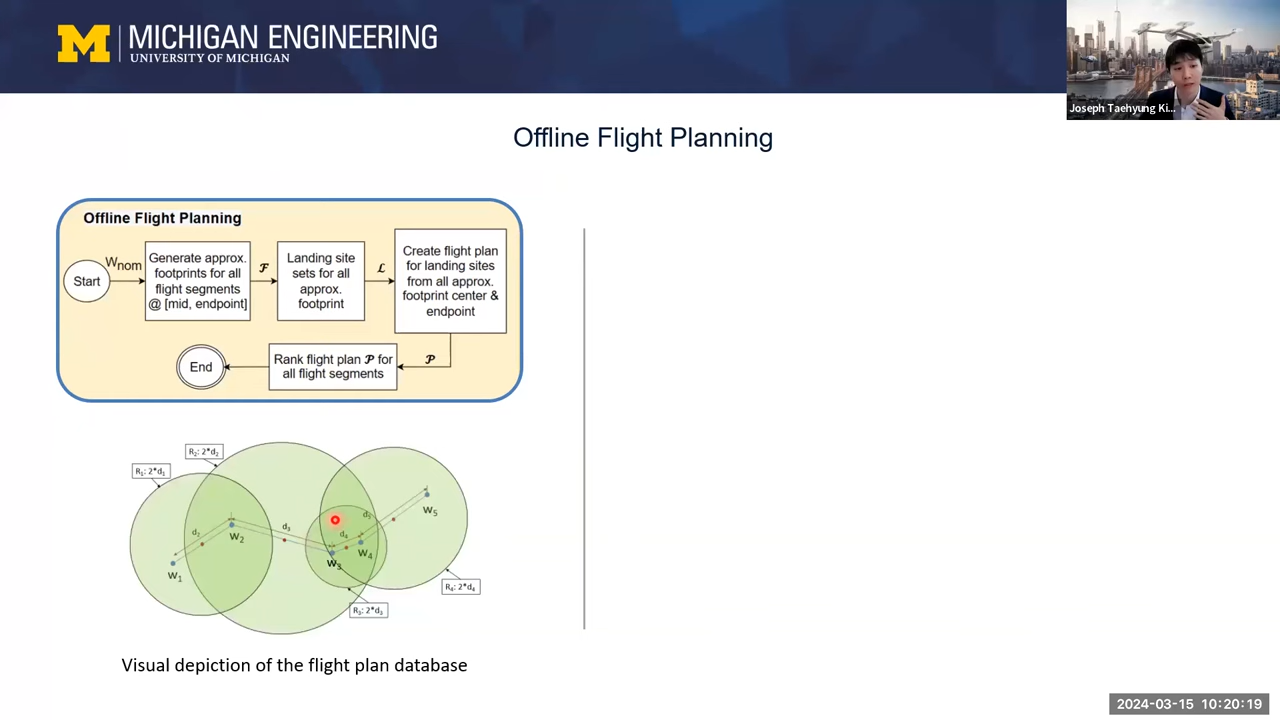 MICHIGAN ENGINEERING
UNIVERSITY OF MICHIGAN
Joseph Taehyung Ki...
Offline Flight Planning
Offline Flight Planning
Start
Wnom
Generate approx.
footprints for all
flight segments
@ [mid, endpoint]
𝓕
Landing site
sets for all
approx.
footprint
𝓛
Create flight plan
for landing sites
from all approx.
footprint center &
endpoint
𝓟
Rank flight plan 𝓟 for
all flight segments
End
R₂: 2*d₂
R₁: 2*d₁
d₂
W₁
W₂
d₃
W₃
d₄
W₄
d₅
W₅
R₄: 2*d₄
R₃: 2*d₃
Visual depiction of the flight plan database
2024-03-15 10:20:19